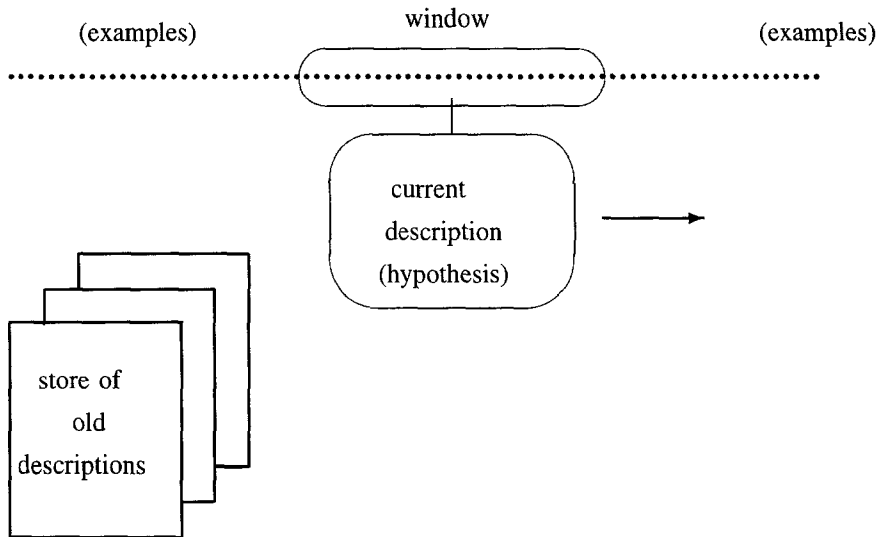 window
(examples)
(examples)
current
description
(hypothesis)
store of
old
descriptions